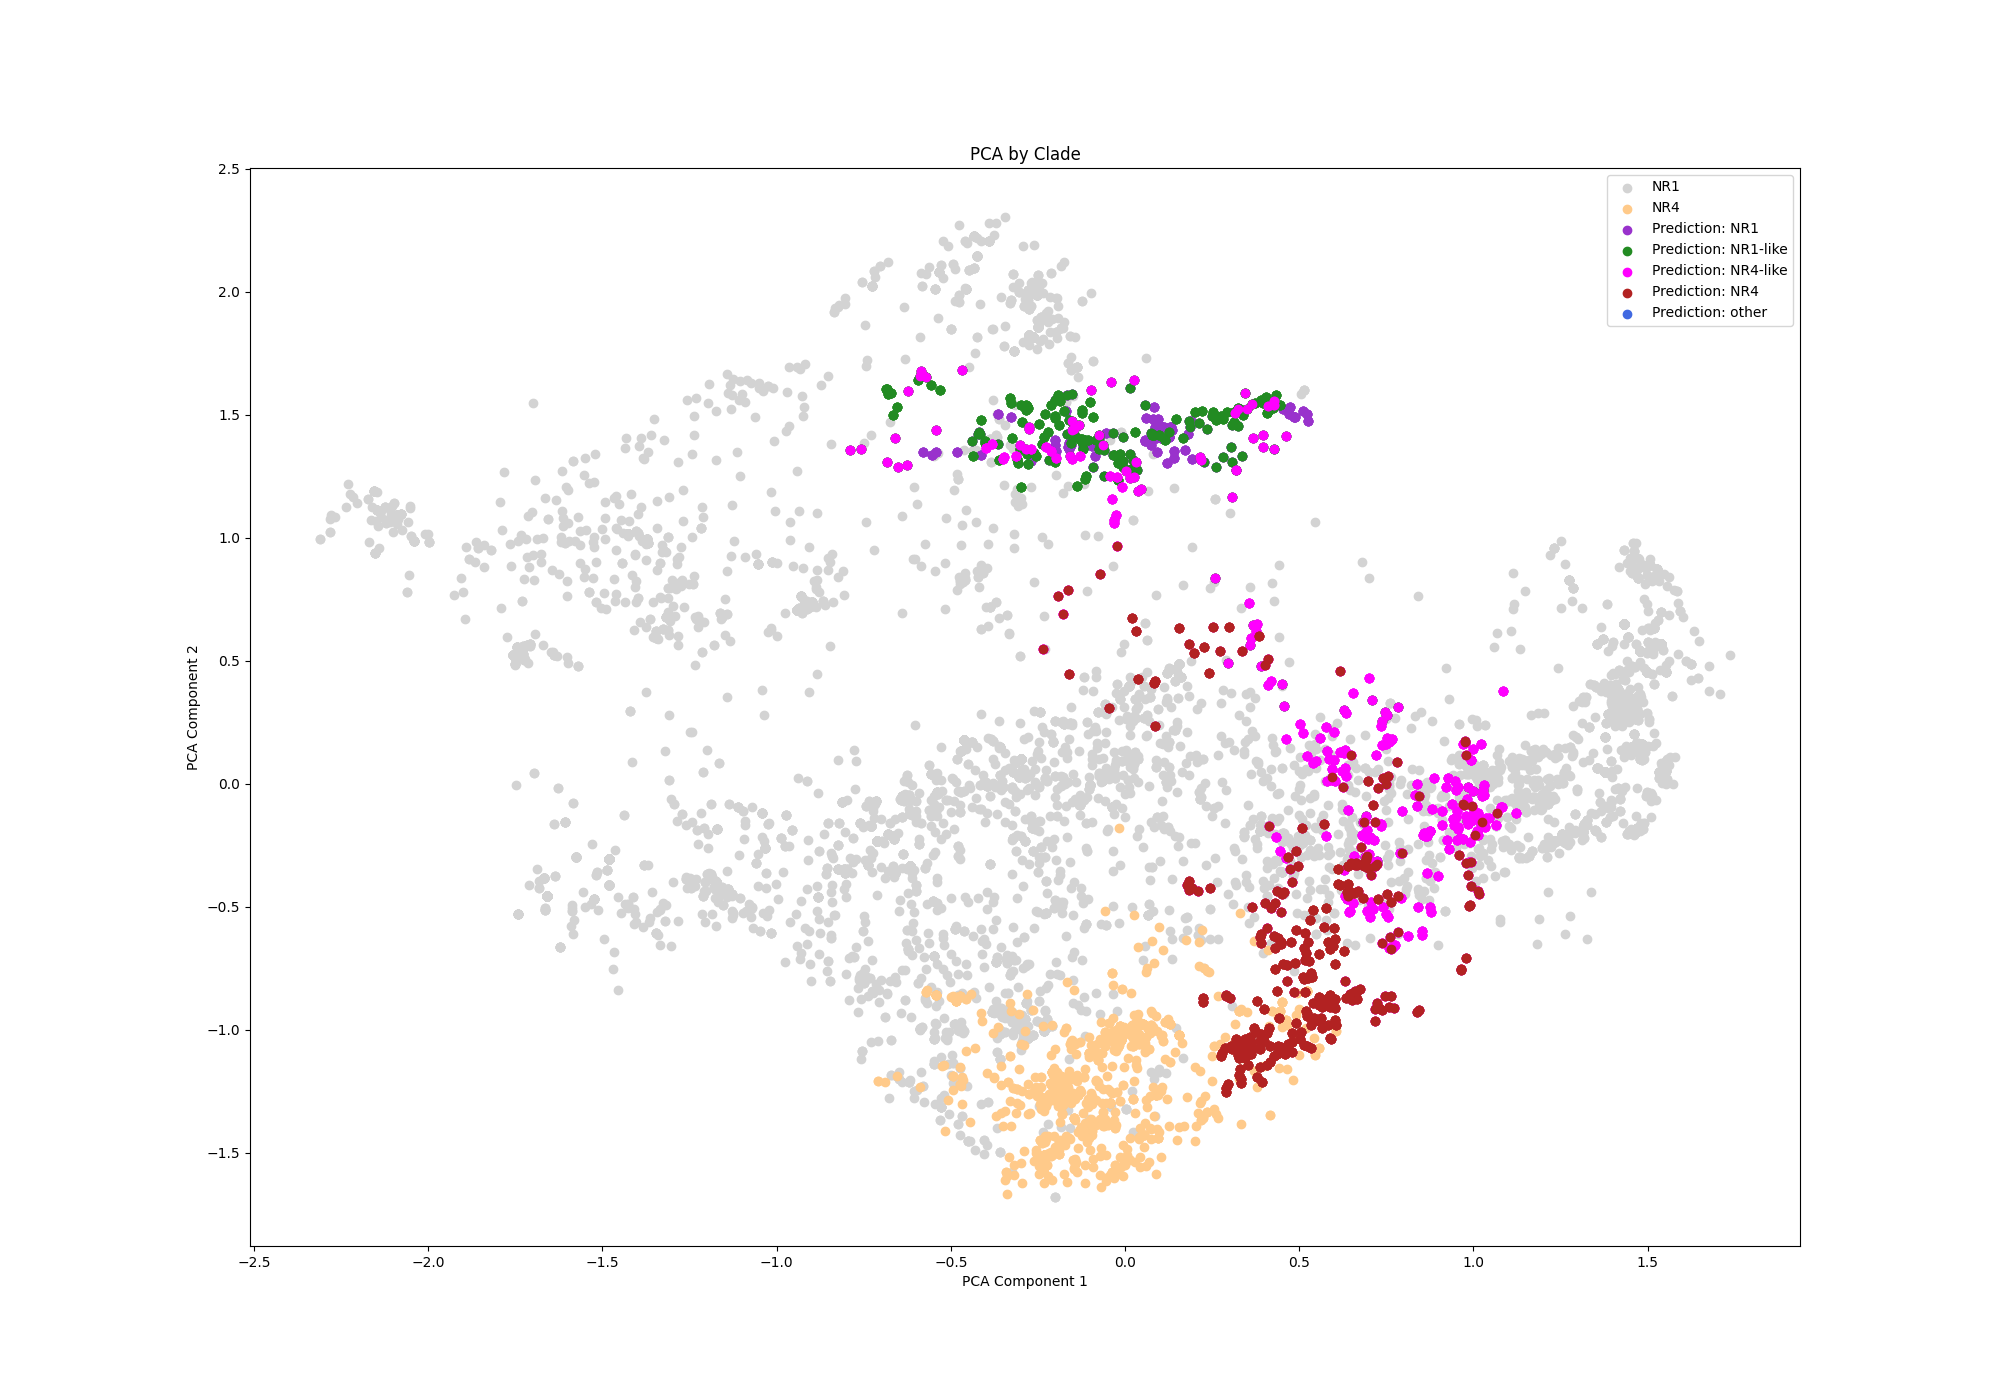 PCA by Clade
2.5
2.0
1.5
1.0
0.5
0.0
−0.5
−1.0
−1.5
PCA Component 2
NR1
NR4
Prediction: NR1
Prediction: NR1-like
Prediction: NR4-like
Prediction: NR4
Prediction: other
−2.5 −2.0 −1.5 −1.0 −0.5 0.0 0.5 1.0 1.5
PCA Component 1